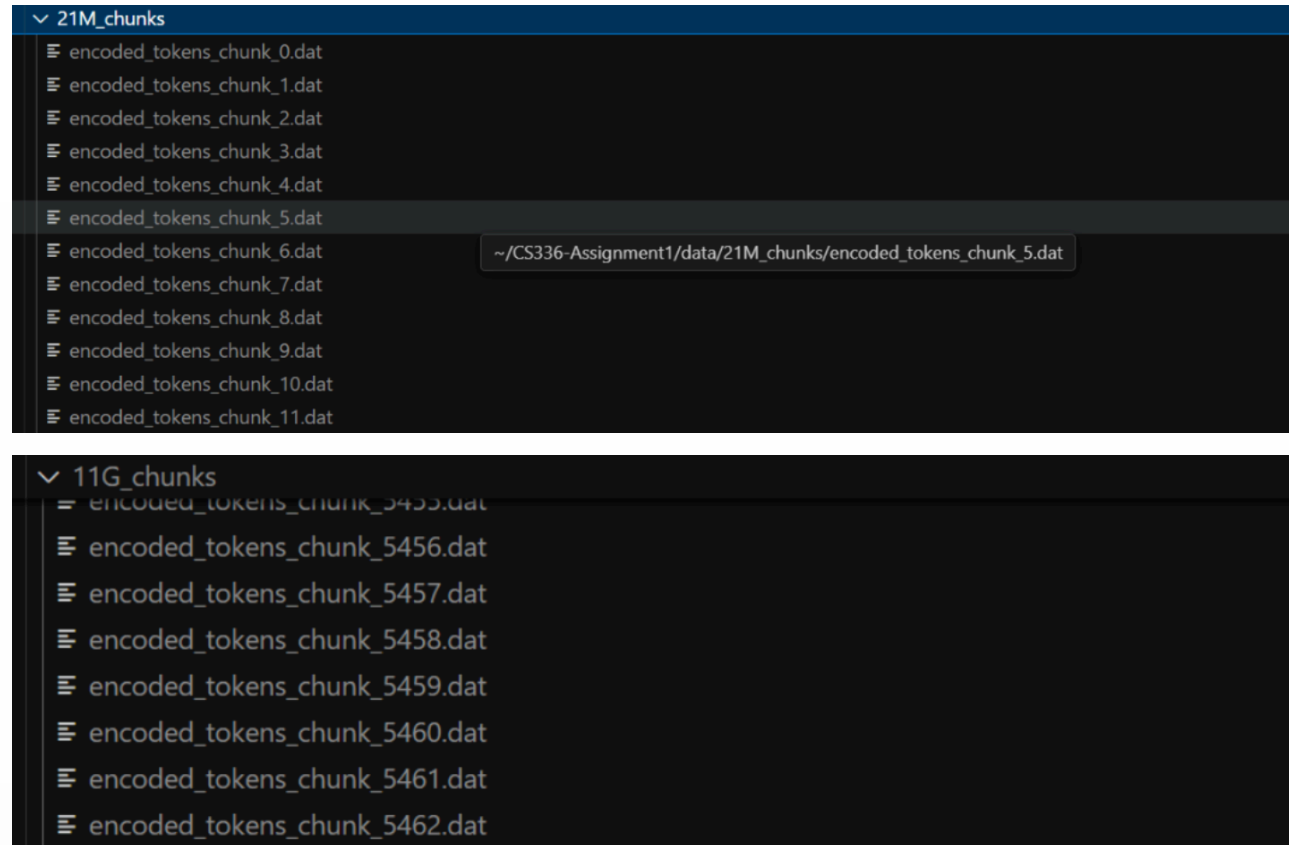 21M_chunks
encoded_tokens_chunk_0.dat
encoded_tokens_chunk_1.dat
encoded_tokens_chunk_2.dat
encoded_tokens_chunk_3.dat
encoded_tokens_chunk_4.dat
encoded_tokens_chunk_5.dat
encoded_tokens_chunk_6.dat
~/CS336-Assignment1/data/21M_chunks/encoded_tokens_chunk_5.dat
encoded_tokens_chunk_7.dat
encoded_tokens_chunk_8.dat
encoded_tokens_chunk_9.dat
encoded_tokens_chunk_10.dat
encoded_tokens_chunk_11.dat
11G_chunks
encoded_tokens_chunk_5455.dat
encoded_tokens_chunk_5456.dat
encoded_tokens_chunk_5457.dat
encoded_tokens_chunk_5458.dat
encoded_tokens_chunk_5459.dat
encoded_tokens_chunk_5460.dat
encoded_tokens_chunk_5461.dat
encoded_tokens_chunk_5462.dat